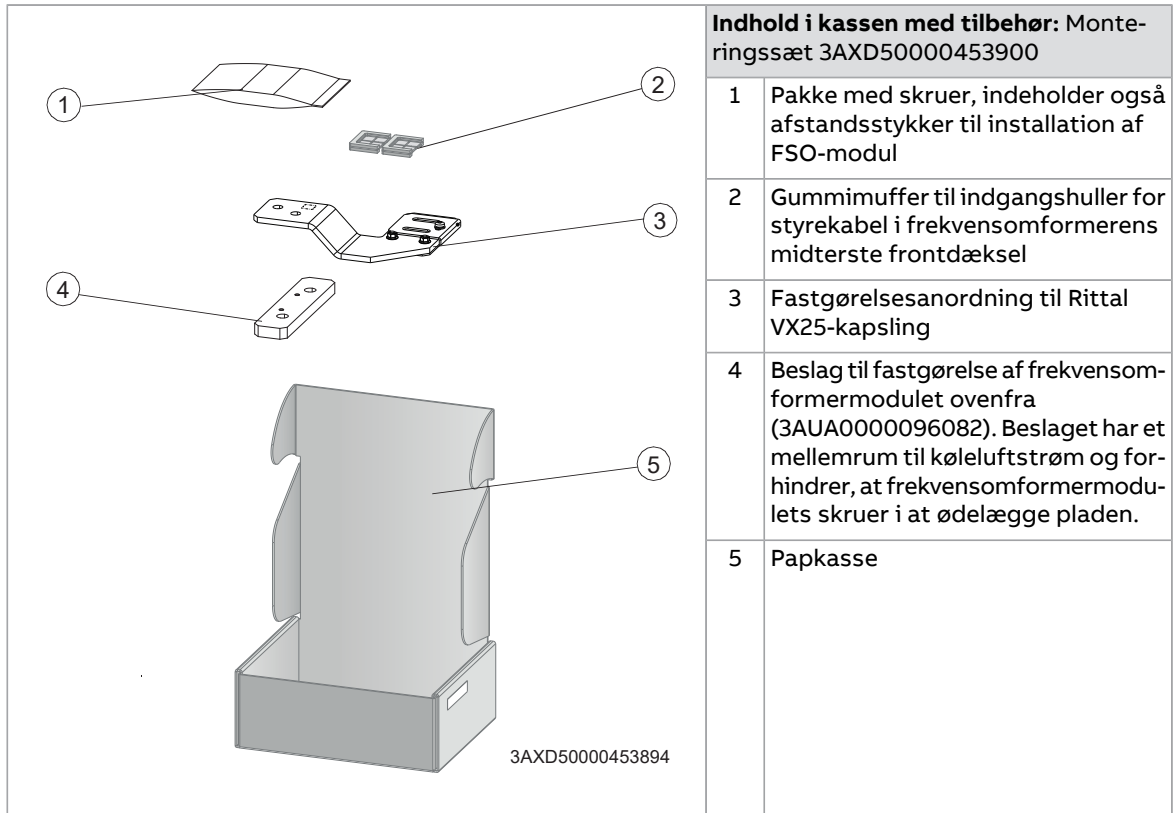 1
2
3
4
5
3AXD50000453894
Indhold i kassen med tilbehør: Monte-
ringssæt 3AXD50000453900
1 Pakke med skruer, indeholder også
afstandsstykker til installation af
FSO-modul
2 Gummimuffer til indgangshuller for
styrekabel i frekvensomformerens
midterste frontdæksel
3 Fastgørelsesanordning til Rittal
VX25-kapsling
4 Beslag til fastgørelse af frekvensom-
formermodulet ovenfra
(3AUA0000096082). Beslaget har et
mellemrum til køleluftstrøm og for-
hindrer, at frekvensomformermodu-
lets skruer i at ødelægge pladen.
5 Papkasse